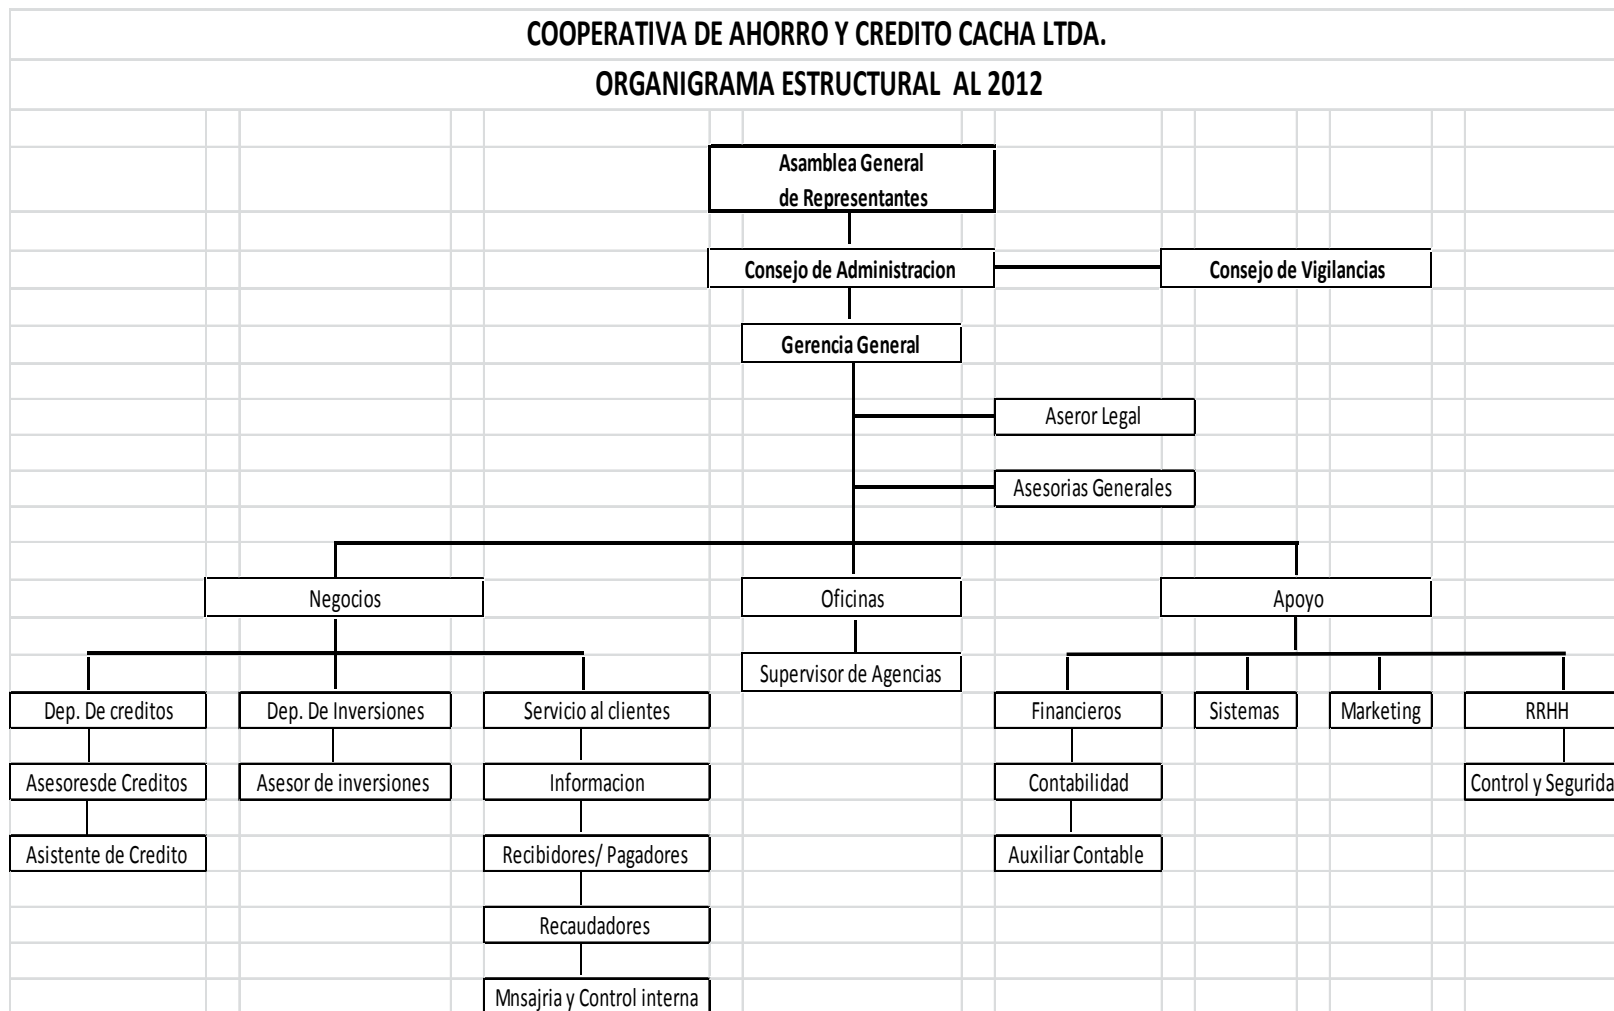 COOPERATIVA DE AHORRO Y CREDITO CACHA LTDA.
ORGANIGRAMA ESTRUCTURAL AL 2012
Asamblea General
de Representantes
Consejo de Administracion
Consejo de Vigilancias
Gerencia General
Aseror Legal
Asesorias Generales
Negocios
Oficinas
Apoyo
Supervisor de Agencias
Dep. De creditos
Dep. De Inversiones
Servicio al clientes
Financieros
Sistemas
Marketing
RRHH
Asesoresde Creditos
Asesor de inversiones
Informacion
Contabilidad
Control y Segurida
Asistente de Credito
Recibidores/ Pagadores
Auxiliar Contable
Recaudadores
Mnsajria y Control interna